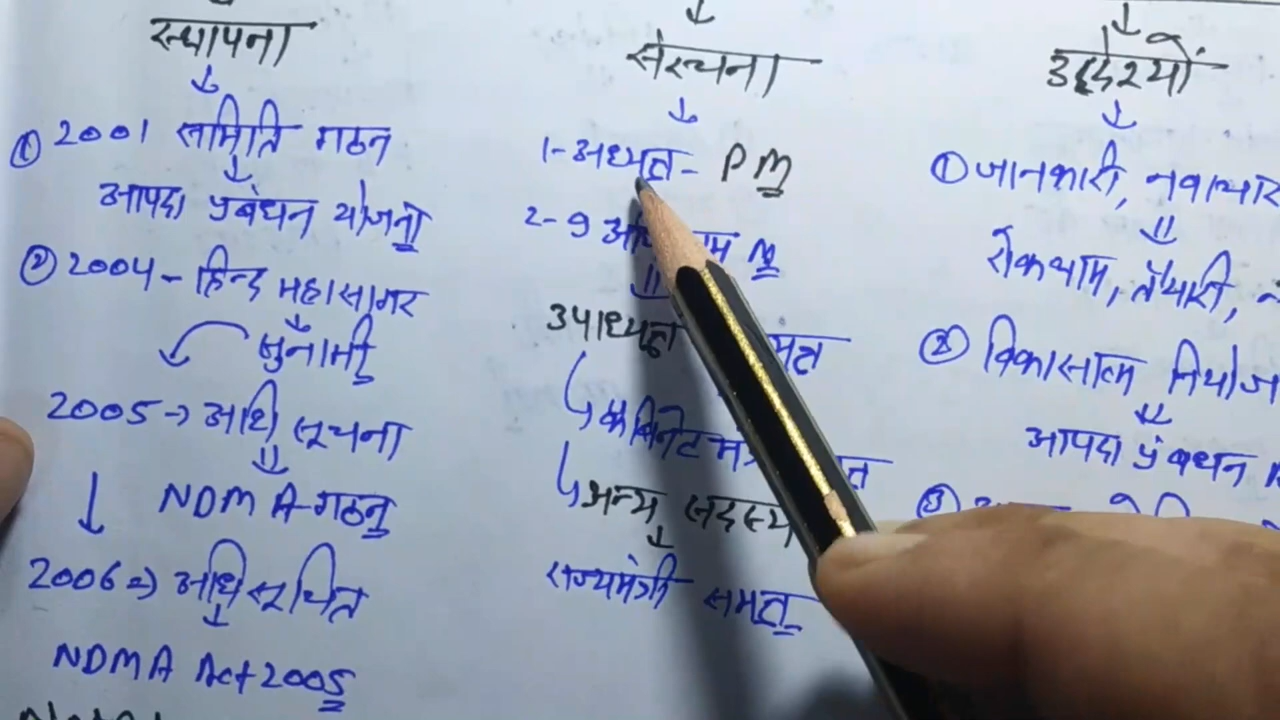 स्थापना
① 2001 समिति गठन
आपदा प्रबंधन योजना
② 2004 - हिन्द महासागर
सुनामी
2005 → अधि सूचना
NDMA - गठन
2006 => अधिसूचित
NDMA Act 2005
संरचना
1 - अध्यक्ष - PM
2 - 9
उपाध्यक्ष
कैबिनेट
अन्य सदस्य
राज्यमंत्री समक्ष
उद्देश्यों
① जानकारी, नवाचार
रोकथाम, तैयारी,
② विकासात्म नियोज
आपदा प्रबंधन
③